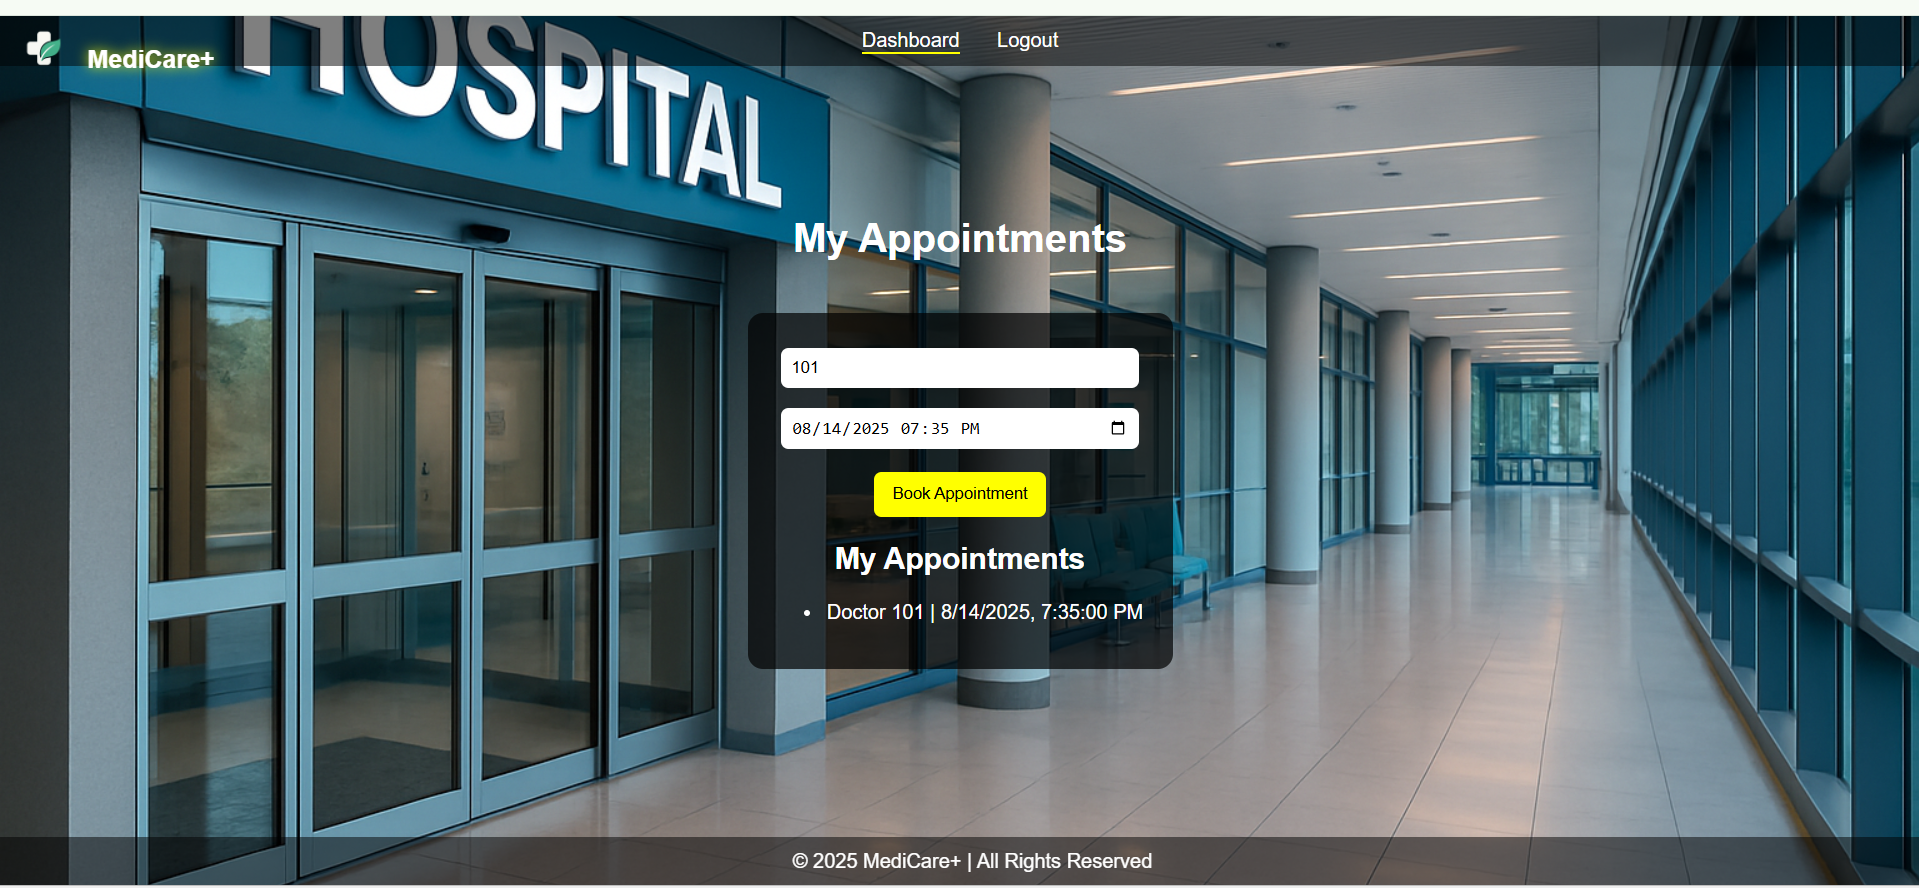 MediCare+
Dashboard Logout
HOSPITAL
My Appointments
101
08/14/2025 07:35 PM
Book Appointment
My Appointments
• Doctor 101 | 8/14/2025, 7:35:00 PM
© 2025 MediCare+ | All Rights Reserved